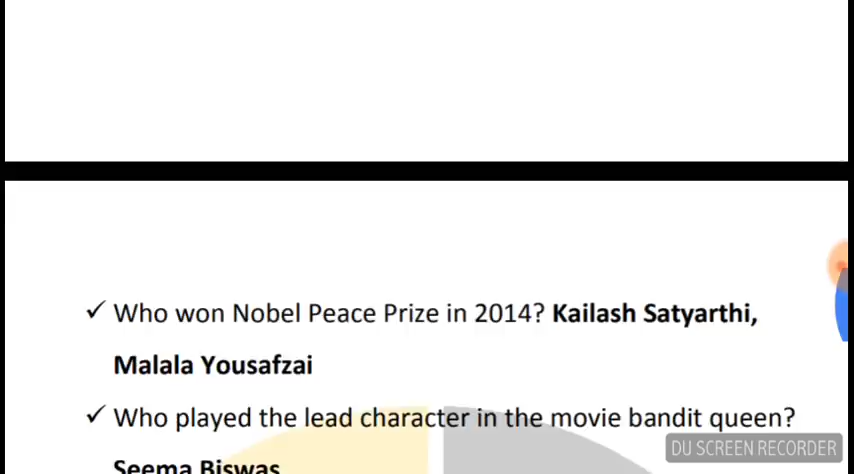 ✓ Who won Nobel Peace Prize in 2014? Kailash Satyarthi,
Malala Yousafzai
✓ Who played the lead character in the movie bandit queen?
Seema Biswas
DU SCREEN RECORDER